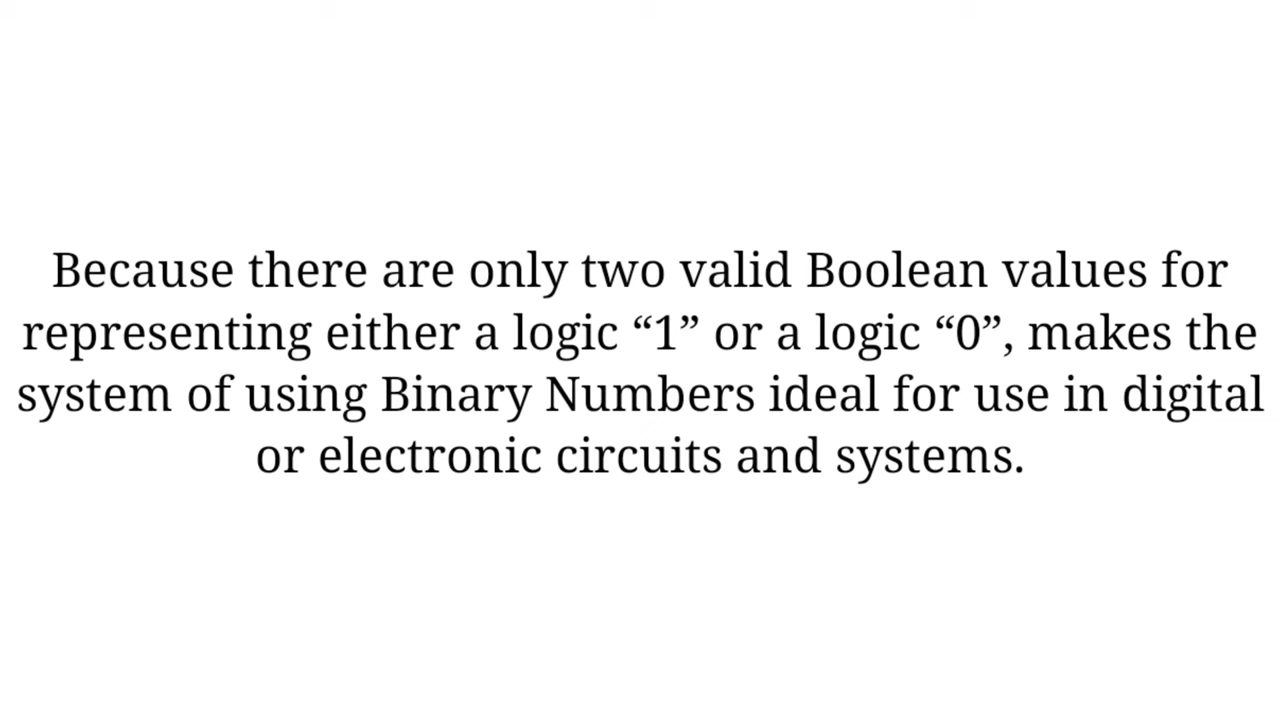 Because there are only two valid Boolean values for
representing either a logic “1” or a logic “0”, makes the
system of using Binary Numbers ideal for use in digital
or electronic circuits and systems.